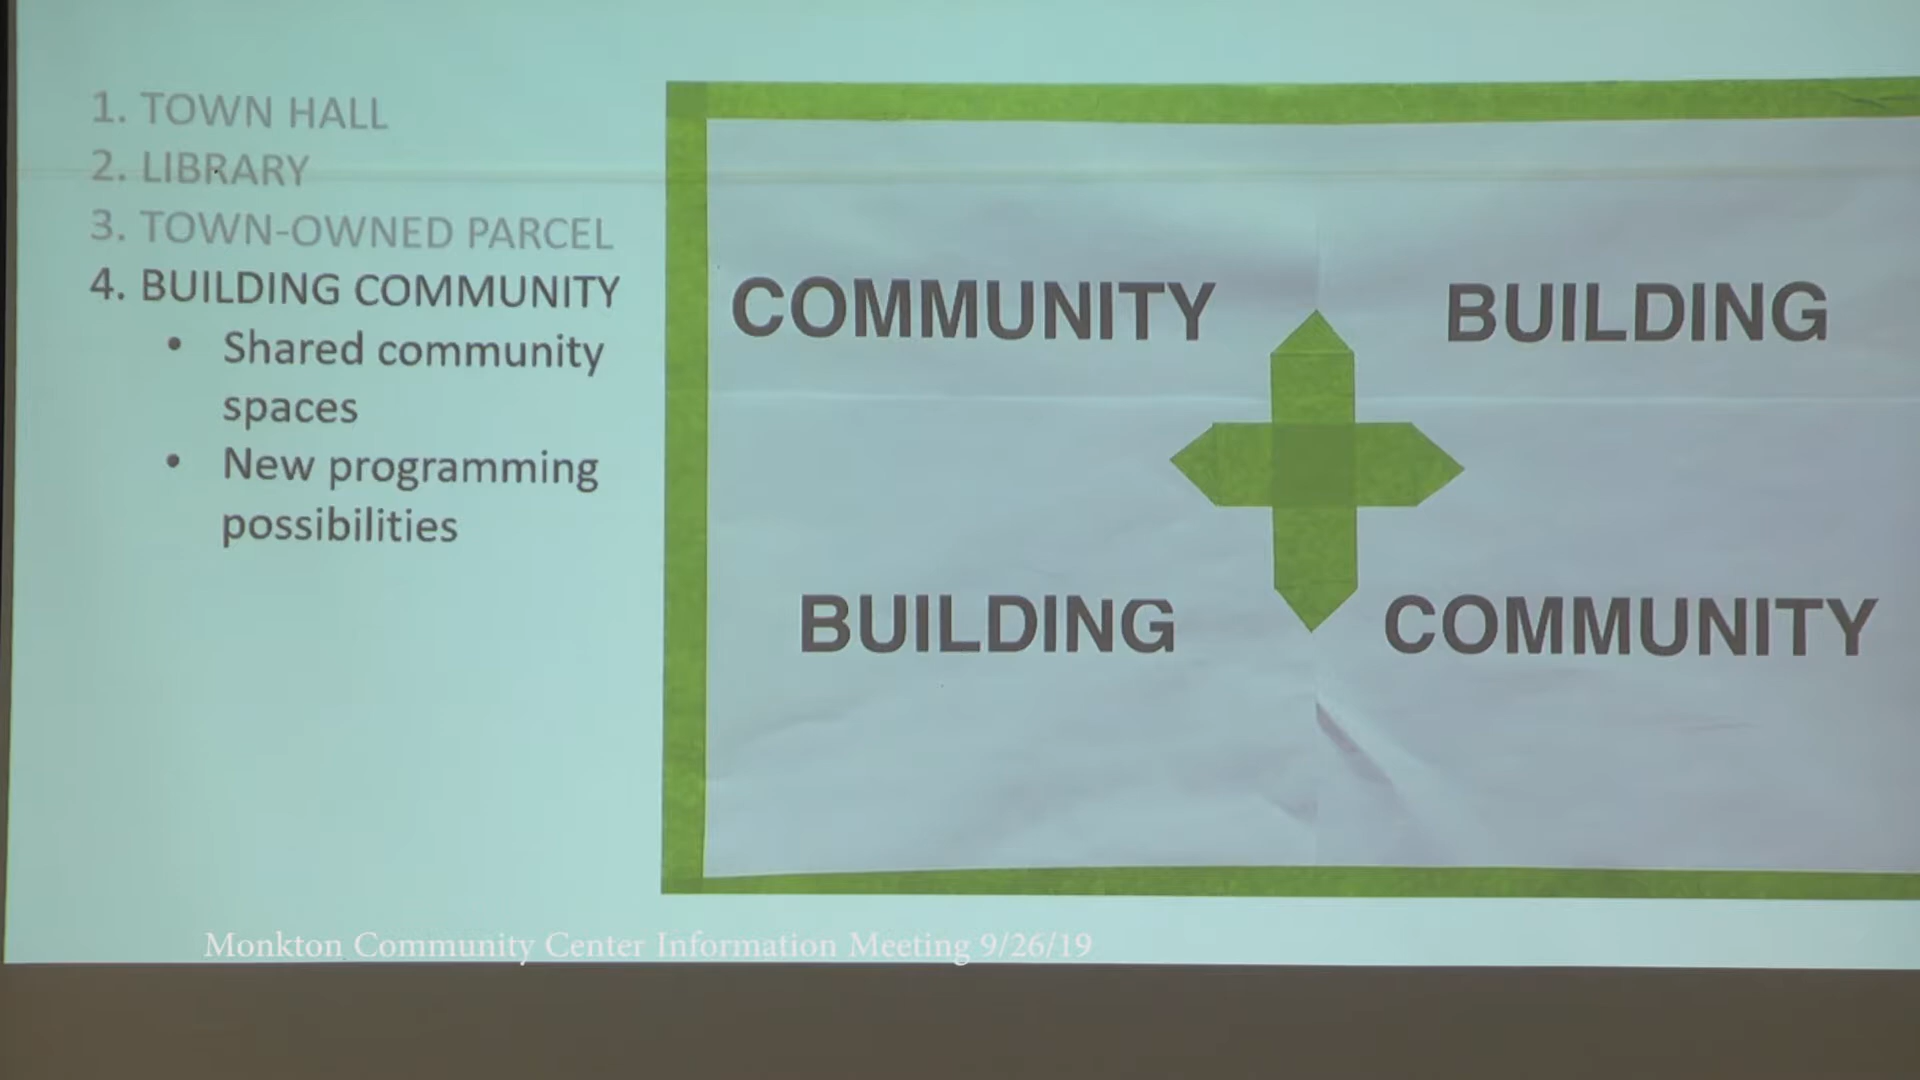 1. TOWN HALL
2. LIBRARY
3. TOWN-OWNED PARCEL
4. BUILDING COMMUNITY
• Shared community
spaces
• New programming
possibilities
COMMUNITY BUILDING
BUILDING COMMUNITY
Monkton Community Center Information Meeting 9/26/19